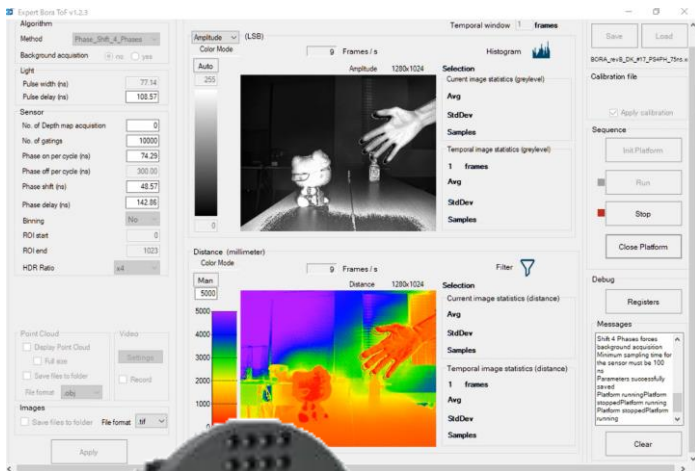 Expert Bora ToF v1.2.3
Algorithm
Method Phase_Shift_4_Phases
Background acquisition no yes
Light
Pulse width (ns) 77.14
Pulse delay (ns) 108.57
Sensor
No. of Depth map acquisition 0
No. of gatings 10000
Phase on per cycle (ns) 74.29
Phase off per cycle (ns) 300.00
Phase shift (ns) 48.57
Phase delay (ns) 142.86
Binning No
ROI start 0
ROI end 1023
HDR Ratio x4
Point Cloud Video
Display Point Cloud
Full size Settings
Save files to folder Record
File format .obj
Images
Save files to folder File format .tif
Apply
Temporal window 1 frames
Amplitude (LSB)
Color Mode 9 Frames / s Histogram
Auto Amplitude 1280x1024 Selection
255
Current image statistics (greylevel)
Avg
StdDev
Samples
Temporal image statistics (greylevel)
1 frames
Avg
StdDev
0
Samples
Distance (millimeter)
Color Mode 9 Frames / s Filter
Man Distance 1280x1024 Selection
5000
Current image statistics (distance)
5000
Avg
4000
StdDev
3000
Samples
2000
Temporal image statistics (distance)
1 frames
1000
Avg
StdDev
Samples
Save Load
Calibration file
Apply calibration
Sequence
Init Platform
Run
Stop
Close Platform
Debug
Registers
Messages
Shift 4 Phases forces
background acquisition
Minimum sampling time for
the sensor must be 100
ns
Parameters successfully
saved
Platform runningPlatform
stoppedPlatform running
Platform stoppedPlatform
running
Clear